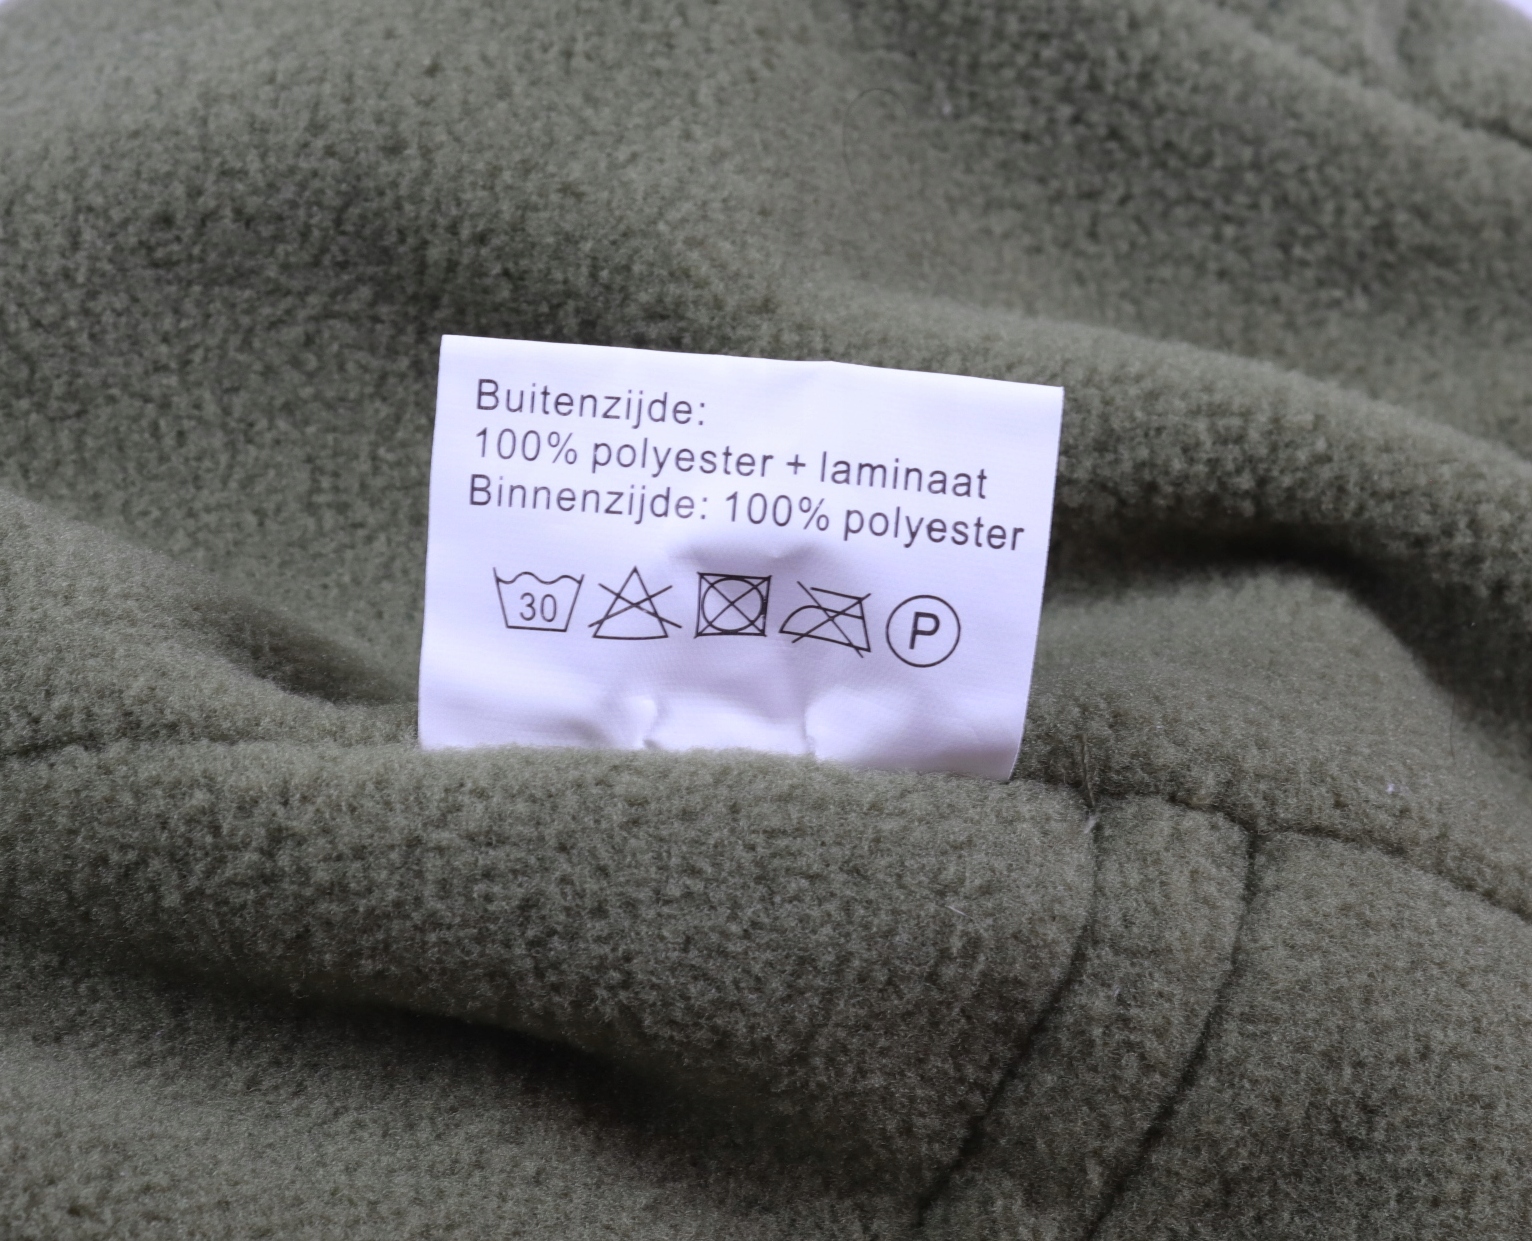 Buitenzijde:
100% polyester + laminaat
Binnenzijde: 100% polyester
30 P